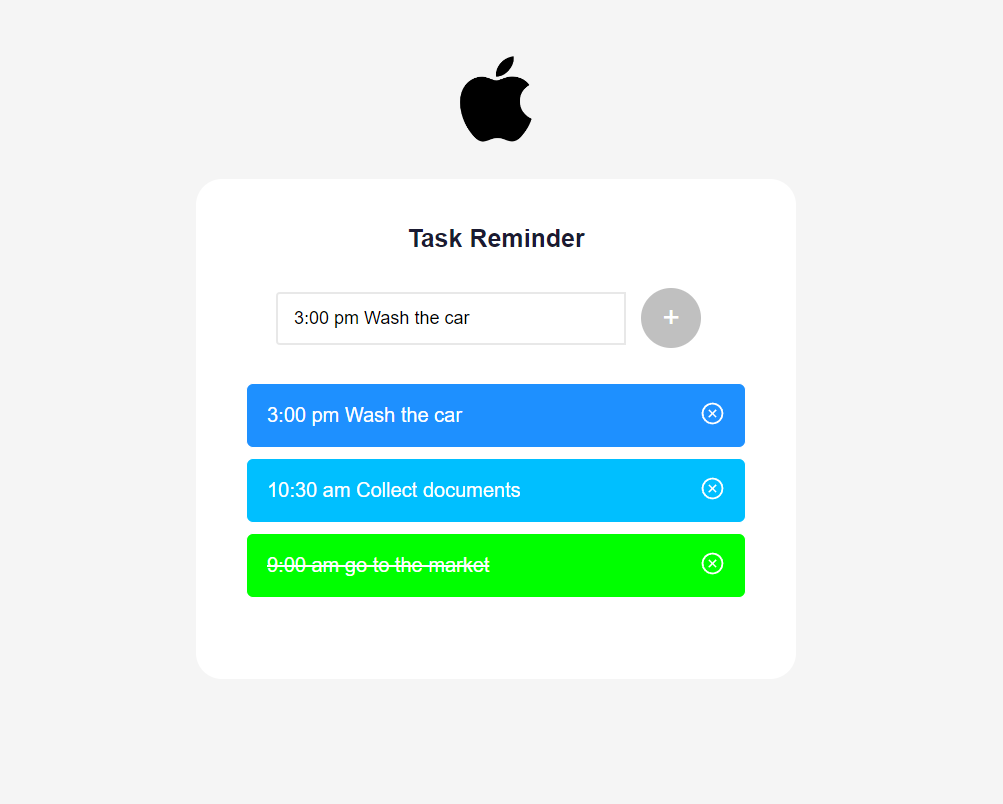 Task Reminder
3:00 pm Wash the car
+
3:00 pm Wash the car
10:30 am Collect documents
9:00 am go to the market